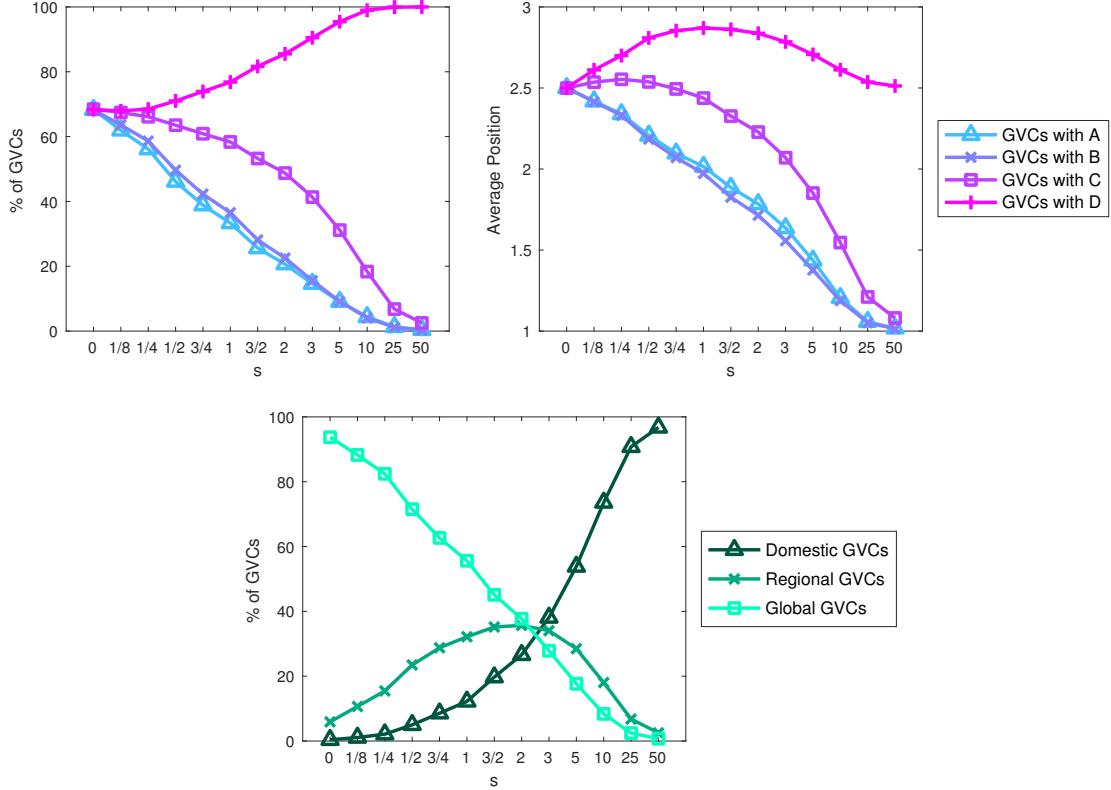 % of GVCs
100
80
60
40
20
0
0 1/8 1/4 1/2 3/4 1 3/2 2 3 5 10 25 50
s
Average Position
3
2.5
2
1.5
1
0 1/8 1/4 1/2 3/4 1 3/2 2 3 5 10 25 50
s
GVCs with A
GVCs with B
GVCs with C
GVCs with D
% of GVCs
100
80
60
40
20
0
0 1/8 1/4 1/2 3/4 1 3/2 2 3 5 10 25 50
s
Domestic GVCs
Regional GVCs
Global GVCs